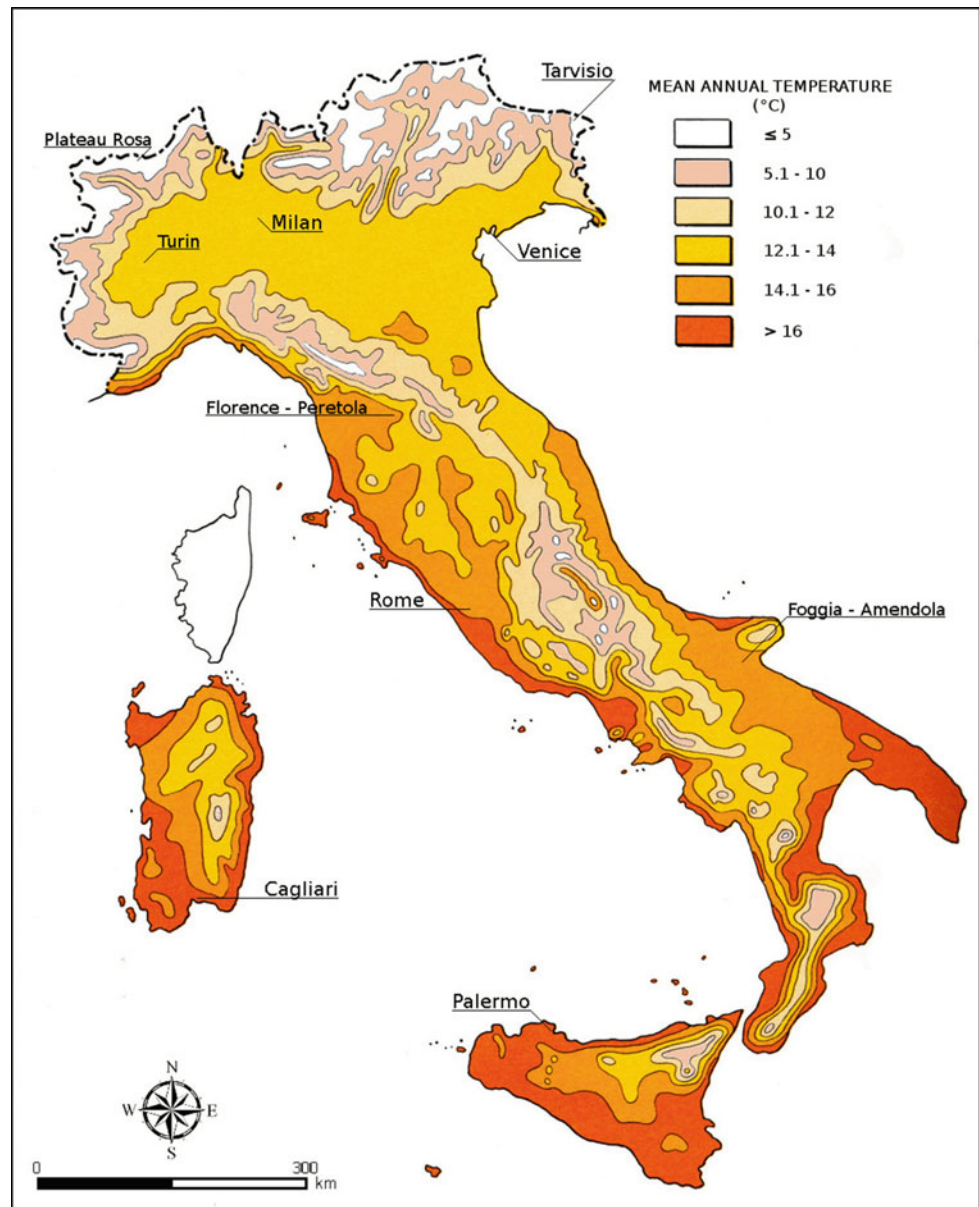 Tarvisio
MEAN ANNUAL TEMPERATURE
(°C)
≤ 5
5.1 - 10
10.1 - 12
12.1 - 14
14.1 - 16
> 16
Plateau Rosa
Milan
Turin
Venice
Florence - Peretola
Rome
Foggia - Amendola
Cagliari
Palermo
N
W E
S
0 300
km